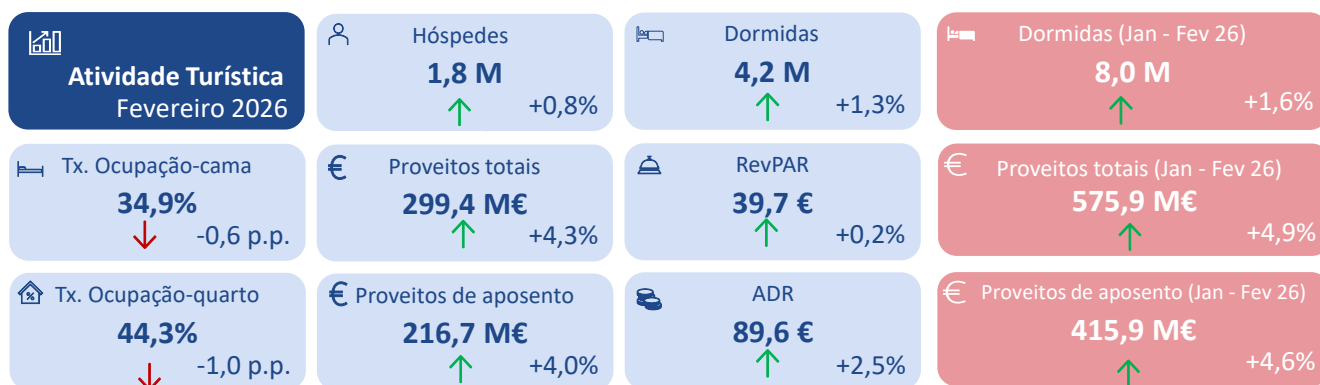 Atividade Turística
Fevereiro 2026
Hóspedes
1,8 M
+0,8%
Dormidas
4,2 M
+1,3%
Dormidas (Jan - Fev 26)
8,0 M
+1,6%
Tx. Ocupação-cama
34,9%
-0,6 p.p.
€ Proveitos totais
299,4 M€
+4,3%
RevPAR
39,7 €
+0,2%
€ Proveitos totais (Jan - Fev 26)
575,9 M€
+4,9%
% Tx. Ocupação-quarto
44,3%
-1,0 p.p.
€ Proveitos de aposento
216,7 M€
+4,0%
ADR
89,6 €
+2,5%
€ Proveitos de aposento (Jan - Fev 26)
415,9 M€
+4,6%